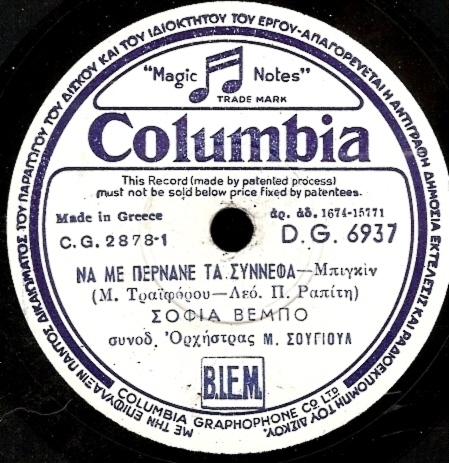 ΜΕ ΤΗΝ ΕΠΙΦΥΛΑΞΙΝ ΠΑΝΤΟΣ ΔΙΚΑΙΩΜΑΤΟΣ ΤΟΥ ΠΑΡΑΓΩΓΟΥ ΤΟΥ ΔΙΣΚΟΥ ΚΑΙ ΤΟΥ ΙΔΙΟΚΤΗΤΟΥ ΤΟΥ ΕΡΓΟΥ-ΑΠΑΓΟΡΕΥΕΤΑΙ Η ΑΝΤΙΓΡΑΦΗ ΔΗΜΟΣΙΑ ΕΚΤΕΛΕΣΙΣ ΚΑΙ ΡΑΔΙΟΕΚΠΟΜΠΗ ΤΟΥ ΔΙΣΚΟΥ.
"Magic Notes"
TRADE MARK
Columbia
This Record (made by patented process)
must not be sold below price fixed by patentees.
Made in Greece ἀρ. ἀδ. 1674-15771
C.G. 2878-1 D.G. 6937
ΝΑ ΜΕ ΠΕΡΝΑΝΕ ΤΑ ΣΥΝΝΕΦΑ—Μπιγκὶν
(Μ. Τραϊφόρου—Λεό. Π. Ραπίτη)
ΣΟΦΙΑ ΒΕΜΠΟ
συνοδ. Ὀρχήστρας Μ. ΣΟΥΓΙΟΥΛ
B.I.E.M.
COLUMBIA GRAPHOPHONE CO LTD